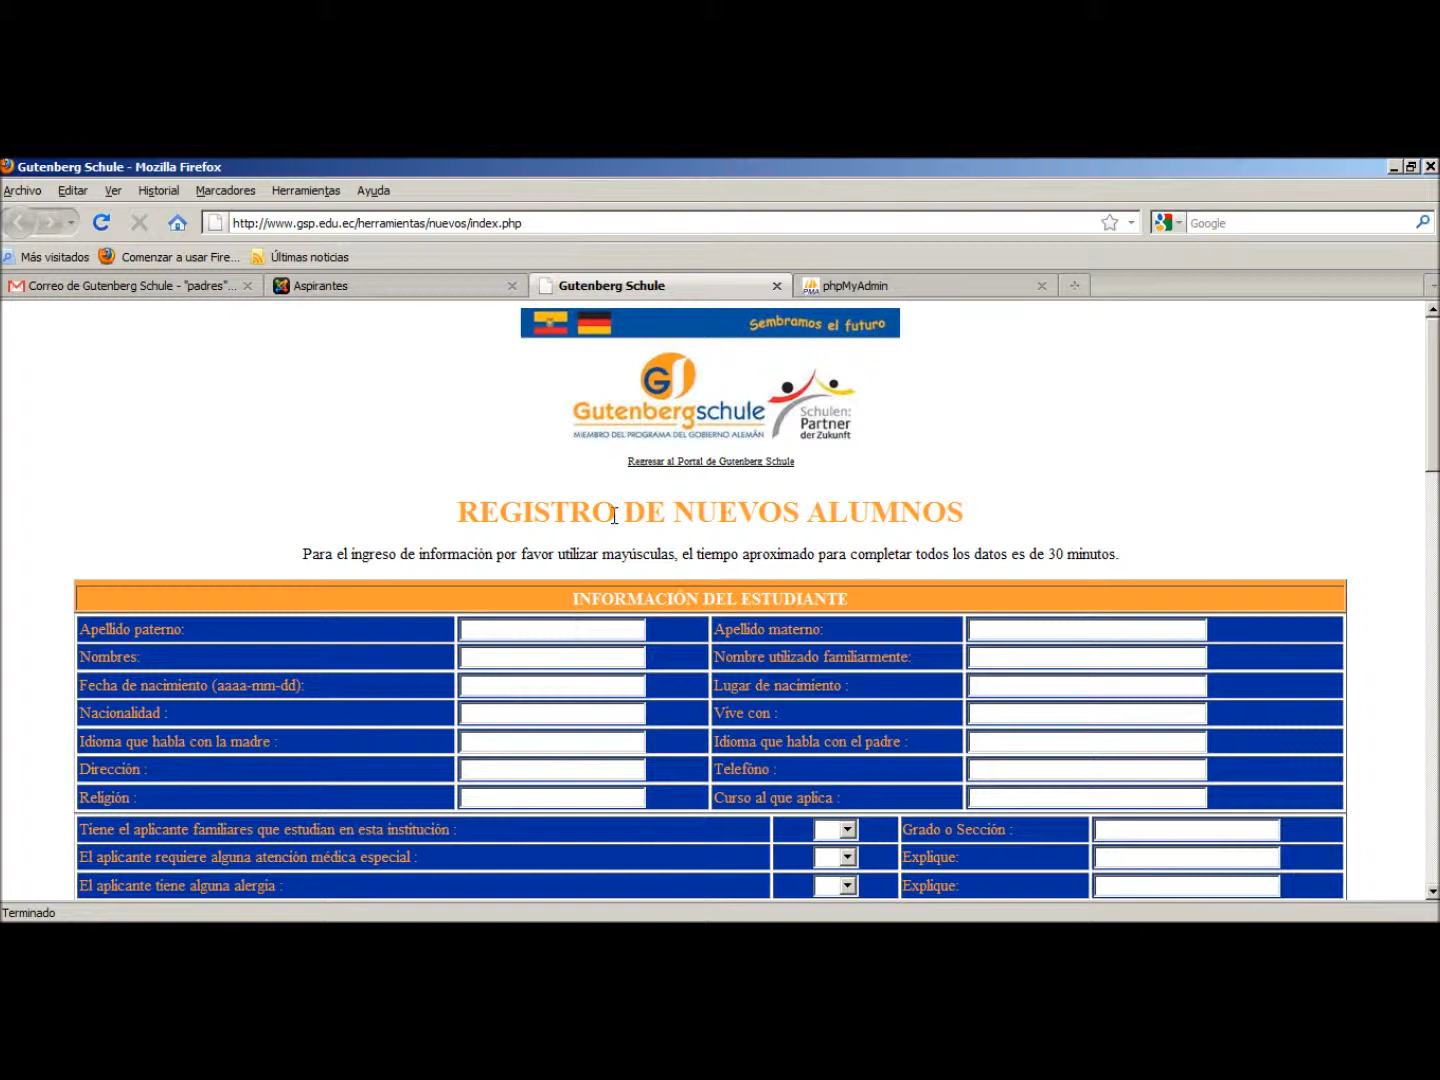 Gutenberg Schule - Mozilla Firefox
Archivo Editar Ver Historial Marcadores Herramientas Ayuda
http://www.gsp.edu.ec/herramientas/nuevos/index.php Google
Más visitados Comenzar a usar Fire... Últimas noticias
Correo de Gutenberg Schule - "padres"... Aspirantes Gutenberg Schule phpMyAdmin
Sembramos el futuro
Gutenbergschule
MIEMBRO DEL PROGRAMA DEL GOBIERNO ALEMÁN
Schulen:
Partner
der Zukunft
Regresar al Portal de Gutenberg Schule
REGISTRO DE NUEVOS ALUMNOS
Para el ingreso de información por favor utilizar mayúsculas, el tiempo aproximado para completar todos los datos es de 30 minutos.
INFORMACIÓN DEL ESTUDIANTE
Apellido paterno: Apellido materno:
Nombres: Nombre utilizado familiarmente:
Fecha de nacimiento (aaaa-mm-dd): Lugar de nacimiento :
Nacionalidad : Vive con :
Idioma que habla con la madre : Idioma que habla con el padre :
Dirección : Telefóno :
Religión : Curso al que aplica :
Tiene el aplicante familiares que estudian en esta institución : Grado o Sección :
El aplicante requiere alguna atención médica especial : Explique:
El aplicante tiene alguna alergia : Explique:
Terminado